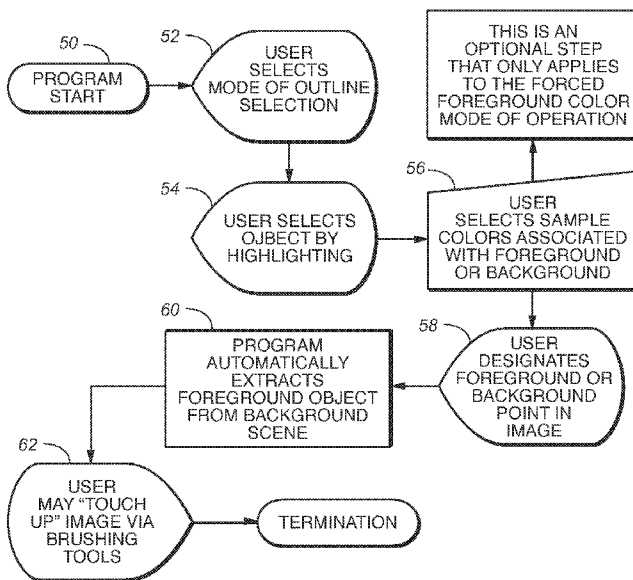 50
PROGRAM
START
52
USER
SELECTS
MODE OF OUTLINE
SELECTION
THIS IS AN
OPTIONAL STEP
THAT ONLY APPLIES
TO THE FORCED
FOREGROUND COLOR
MODE OF OPERATION
54
USER SELECTS
OJBECT BY
HIGHLIGHTING
56
USER
SELECTS SAMPLE
COLORS ASSOCIATED
WITH FOREGROUND
OR BACKGROUND
58
USER
DESIGNATES
FOREGROUND OR
BACKGROUND
POINT IN
IMAGE
60
PROGRAM
AUTOMATICALLY
EXTRACTS
FOREGROUND OBJECT
FROM BACKGROUND
SCENE
62
USER
MAY "TOUCH
UP" IMAGE VIA
BRUSHING
TOOLS
TERMINATION